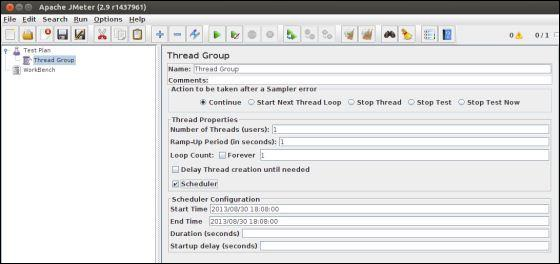 Apache JMeter (2.9 r1437961)
File Edit Search Run Options Help
0 0 / 1
Test Plan
Thread Group
WorkBench
Thread Group
Name: Thread Group
Comments:
Action to be taken after a Sampler error
Continue Start Next Thread Loop Stop Thread Stop Test Stop Test Now
Thread Properties
Number of Threads (users): 1
Ramp-Up Period (in seconds): 1
Loop Count: Forever 1
Delay Thread creation until needed
Scheduler
Scheduler Configuration
Start Time 2013/08/30 18:08:00
End Time 2013/08/30 18:08:00
Duration (seconds)
Startup delay (seconds)